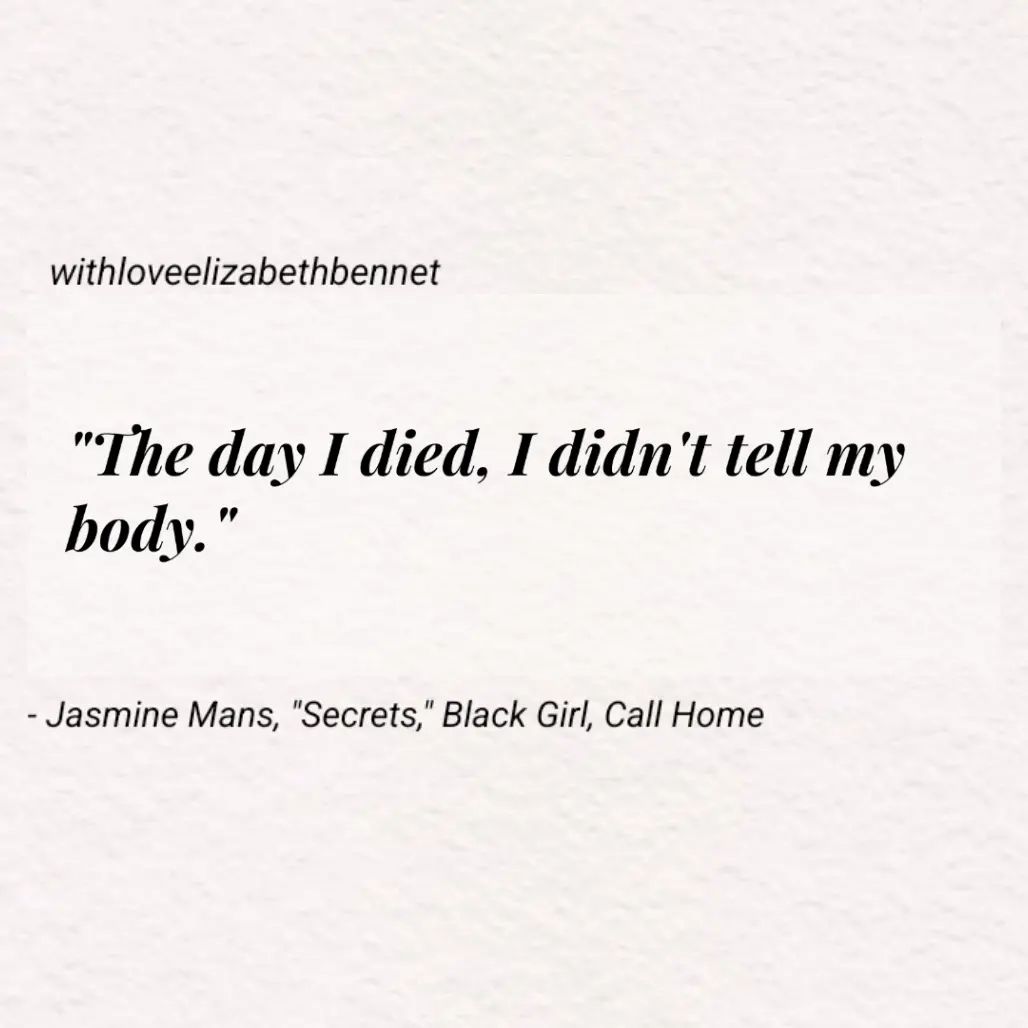 withloveelizabethbennet
"The day I died, I didn't tell my
body."
- Jasmine Mans, "Secrets," Black Girl, Call Home